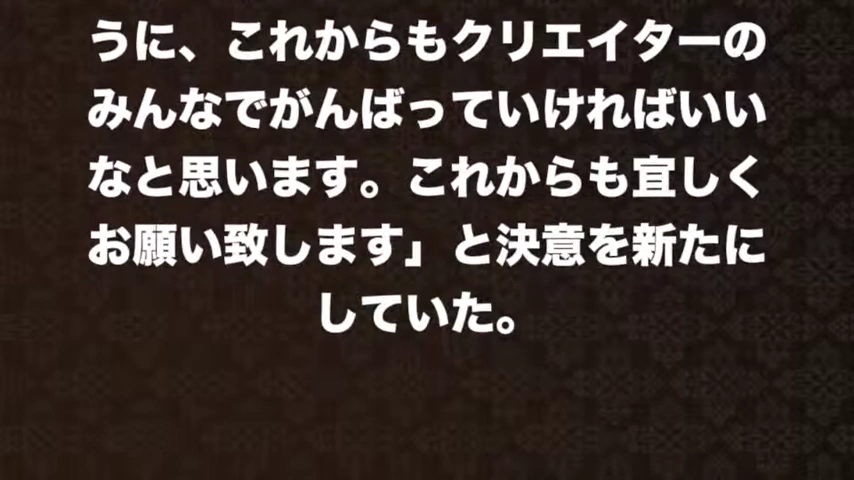 うに、これからもクリエイターの
みんなでがんばっていければいい
なと思います。これからも宜しく
お願い致します」と決意を新たに
していた。